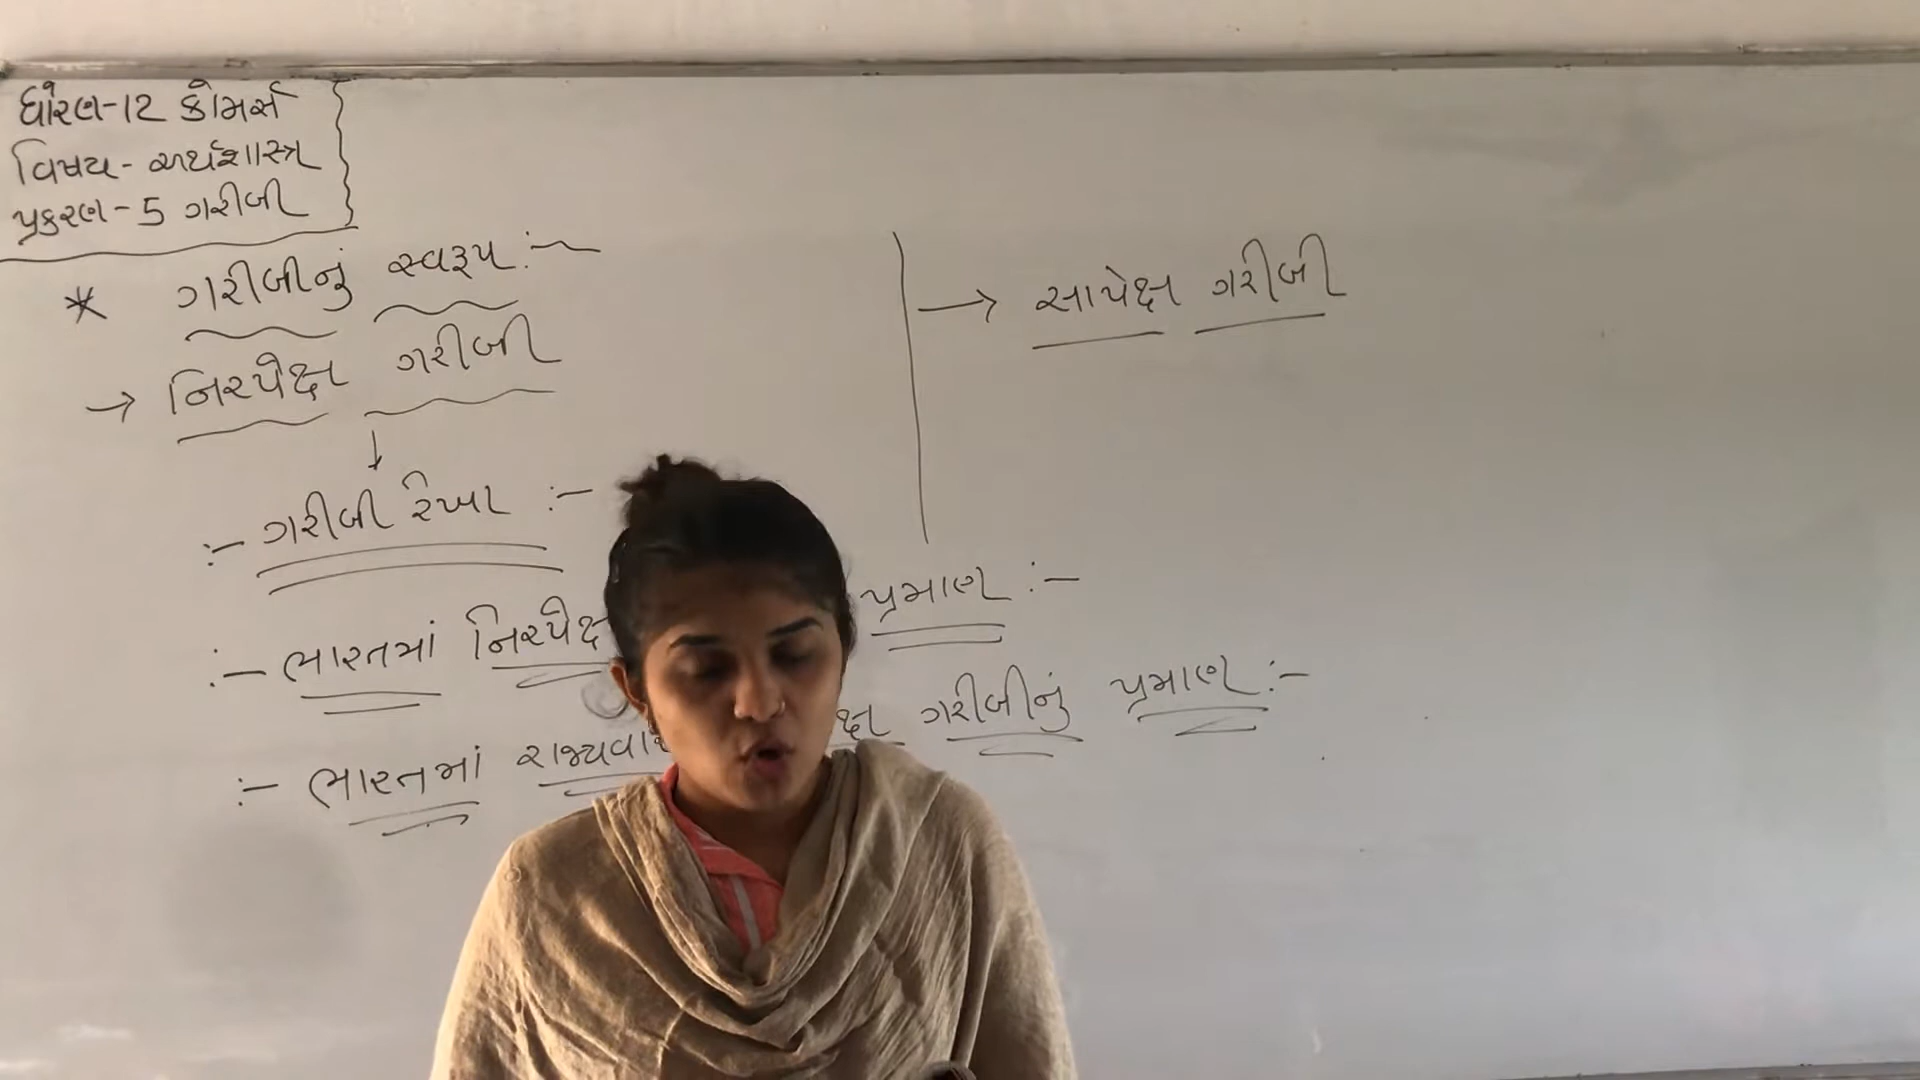 ધોરણ-12 કોમર્સ
વિષય - અર્થશાસ્ત્ર
પ્રકરણ - 5 ગરીબી
* ગરીબીનું સ્વરૂપ :-
→ નિરપેક્ષ ગરીબી
→ સાપેક્ષ ગરીબી
↓
:- ગરીબી રેખા :-
:- ભારતમાં નિરપેક્ષ પ્રમાણ :-
:- ભારતમાં ગરીબીનું પ્રમાણ :-